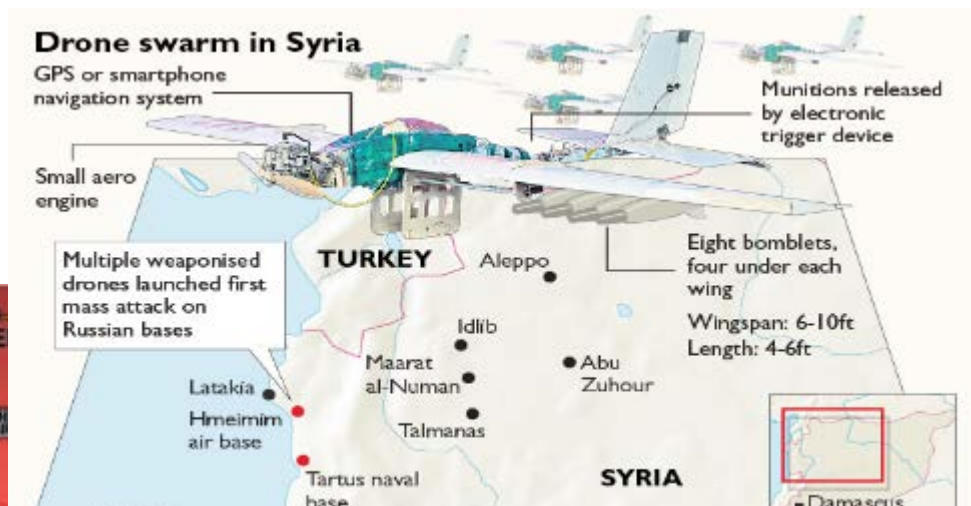 Drone swarm in Syria
GPS or smartphone
navigation system
Munitions released
by electronic
trigger device
Small aero
engine
Multiple weaponised
drones launched first
mass attack on
Russian bases
TURKEY
Aleppo
Eight bomblets,
four under each
wing
Wingspan: 6-10ft
Length: 4-6ft
Idlib
Maarat
al-Numan
Abu
Zuhour
Latakia
Hmeimim
air base
Talmanas
Tartus naval
base
SYRIA
Damascus